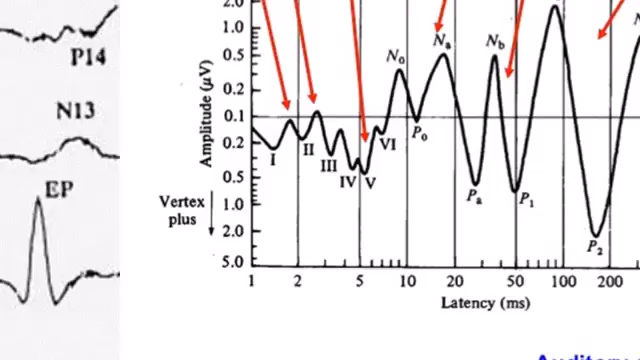 P14
N13
EP
2.0
1.0
0.5
0.2
0.1
0.2
0.5
1.0
2.0
5.0
Amplitude (μV)
Vertex
plus
I
II
III
IV
V
VI
N₀
P₀
Nₐ
Pₐ
N_b
P₁
P₂
1 2 5 10 20 50 100 200
Latency (ms)